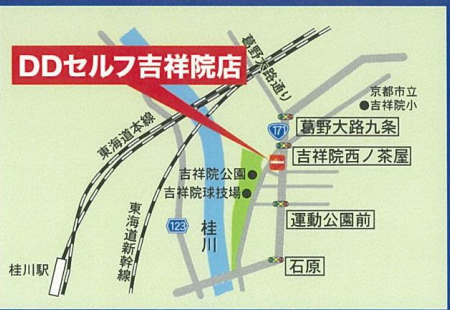 DDセルフ吉祥院店
葛野大路通り
京都市立
吉祥院小
171
葛野大路九条
東海道本線
吉祥院西ノ茶屋
吉祥院公園
吉祥院球技場
東海道新幹線
123
桂川
運動公園前
桂川駅
石原